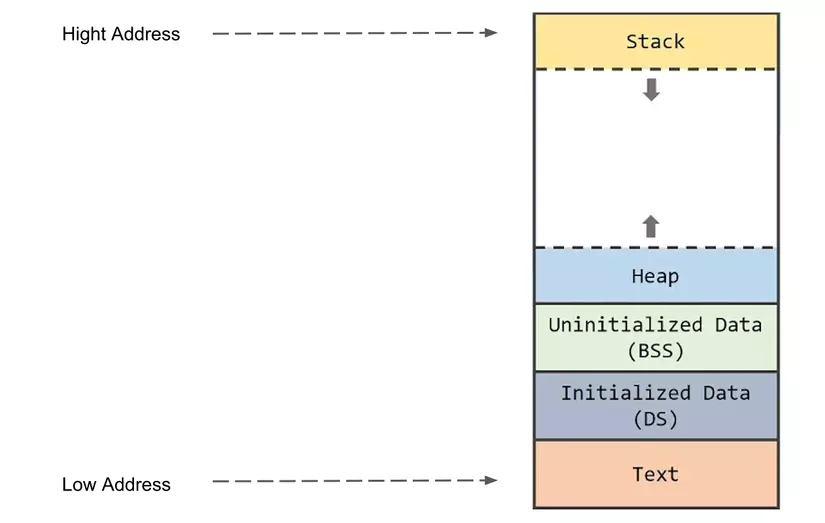 Hight Address
Stack
Heap
Uninitialized Data
(BSS)
Initialized Data
(DS)
Low Address
Text